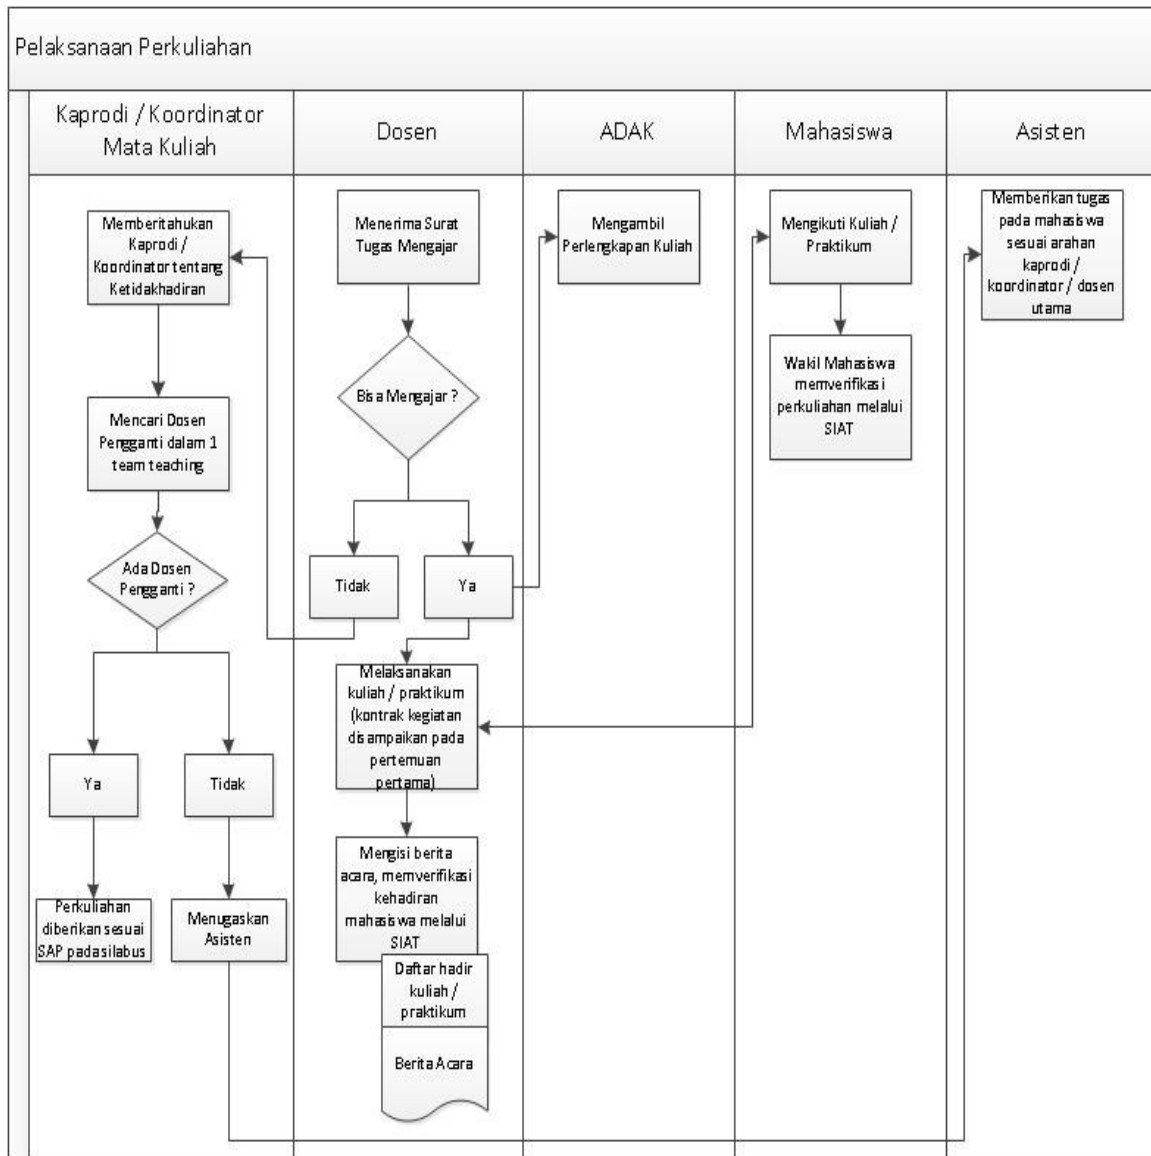 Pelaksanaan Perkuliahan
Kaprodi / Koordinator
Mata Kuliah
Dosen
ADAK
Mahasiswa
Asisten
Memberitahukan
Kaprodi /
Koordinator tentang
Ketidakhadiran
Mencari Dosen
Pengganti dalam 1
team teaching
Ada Dosen
Pengganti ?
Ya
Tidak
Perkuliahan
diberikan sesuai
SAP pada silabus
Menugaskan
Asisten
Menerima Surat
Tugas Mengajar
Bisa Mengajar ?
Tidak
Ya
Melaksanakan
kuliah / praktikum
(kontrak kegiatan
disampaikan pada
pertemuan
pertama)
Mengisi berita
acara, memverifikasi
kehadiran
mahasiswa melalui
SIAT
Daftar hadir
kuliah /
praktikum
Berita Acara
Mengambil
Perlengkapan Kuliah
Mengikuti Kuliah /
Praktikum
Wakil Mahasiswa
memverifikasi
perkuliahan melalui
SIAT
Memberikan tugas
pada mahasiswa
sesuai arahan
kaprodi /
koordinator / dosen
utama